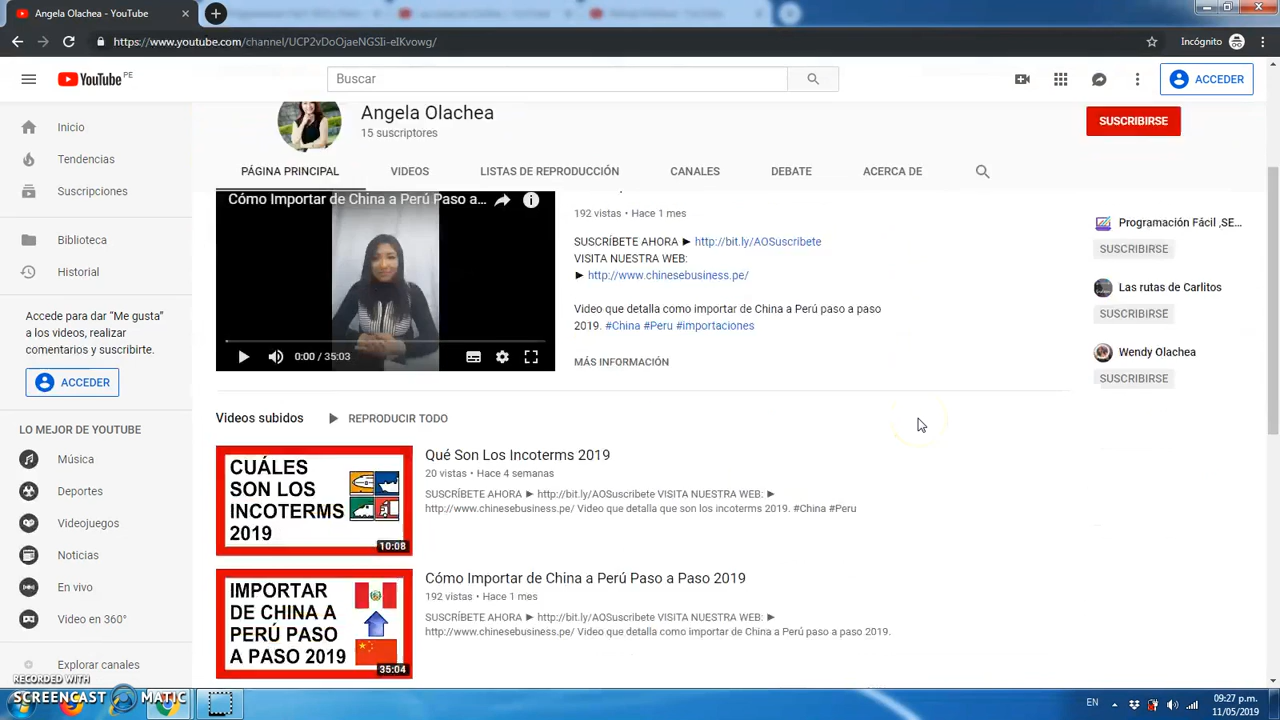 Angela Olachea - YouTube
https://www.youtube.com/channel/UCP2vDoOjaeNGSIi-eIKvowg/
Incógnito
YouTube PE
Buscar
ACCEDER
Angela Olachea
15 suscriptores
SUSCRIBIRSE
PÁGINA PRINCIPAL
VIDEOS
LISTAS DE REPRODUCCIÓN
CANALES
DEBATE
ACERCA DE
Inicio
Tendencias
Suscripciones
Biblioteca
Historial
Accede para dar “Me gusta”
a los videos, realizar
comentarios y suscribirte.
ACCEDER
LO MEJOR DE YOUTUBE
Música
Deportes
Videojuegos
Noticias
En vivo
Video en 360°
Explorar canales
Cómo Importar de China a Perú Paso a...
0:00 / 35:03
192 vistas • Hace 1 mes
SUSCRÍBETE AHORA ► http://bit.ly/AOSuscribete
VISITA NUESTRA WEB:
► http://www.chinesebusiness.pe/
Video que detalla como importar de China a Perú paso a paso
2019. #China #Peru #importaciones
MÁS INFORMACIÓN
Programación Fácil ,SE...
SUSCRIBIRSE
Las rutas de Carlitos
SUSCRIBIRSE
Wendy Olachea
SUSCRIBIRSE
Videos subidos
REPRODUCIR TODO
CUÁLES
SON LOS
INCOTERMS
2019
10:08
Qué Son Los Incoterms 2019
20 vistas • Hace 4 semanas
SUSCRÍBETE AHORA ► http://bit.ly/AOSuscribete VISITA NUESTRA WEB: ►
http://www.chinesebusiness.pe/ Video que detalla que son los incoterms 2019. #China #Peru
IMPORTAR
DE CHINA A
PERÚ PASO
A PASO 2019
35:04
Cómo Importar de China a Perú Paso a Paso 2019
192 vistas • Hace 1 mes
SUSCRÍBETE AHORA ► http://bit.ly/AOSuscribete VISITA NUESTRA WEB: ►
http://www.chinesebusiness.pe/ Video que detalla como importar de China a Perú paso a paso 2019.
RECORDED WITH
SCREENCAST MATIC
EN
09:27 p.m.
11/05/2019